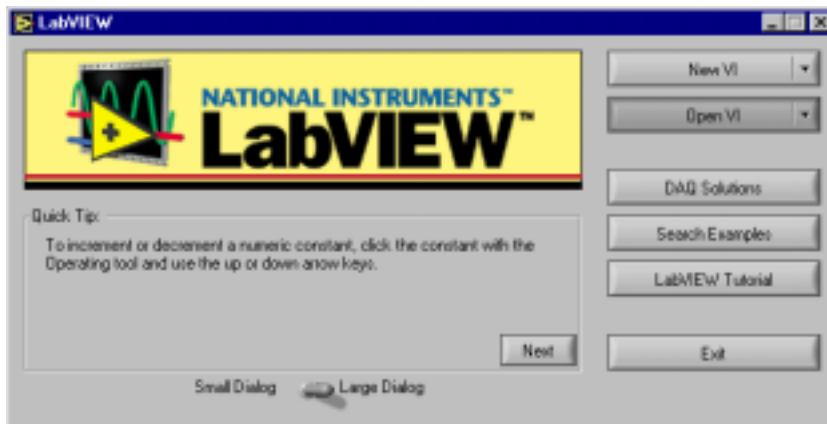 LabVIEW
NATIONAL INSTRUMENTS™
LabVIEW™
New VI
Open VI
DAQ Solutions
Search Examples
LabVIEW Tutorial
Exit
Quick Tip:
To increment or decrement a numeric constant, click the constant with the
Operating tool and use the up or down arrow keys.
Next
Small Dialog
Large Dialog